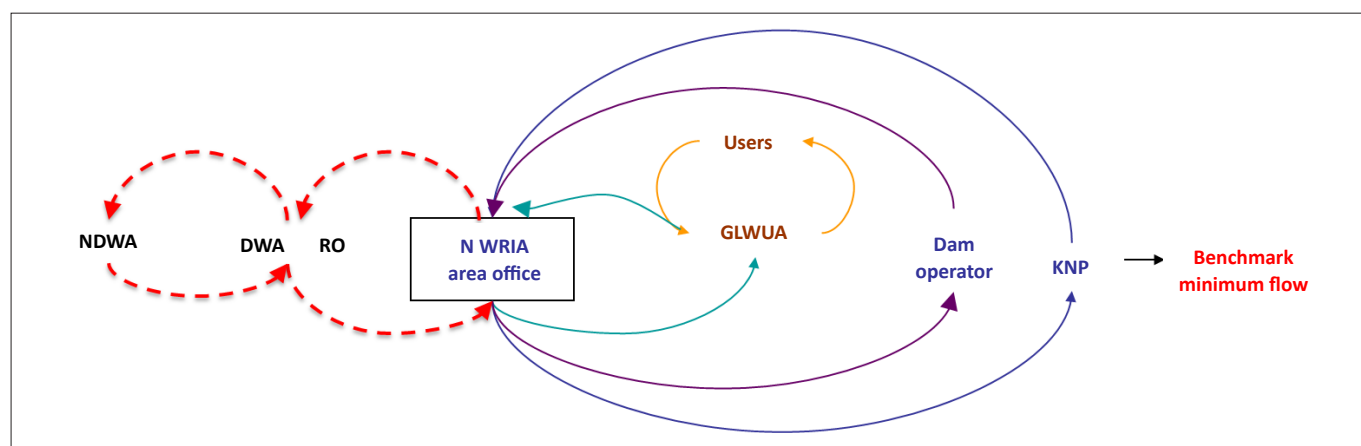 Users
NDWA
DWA
RO
N WRIA
area office
GLWUA
Dam
operator
KNP
Benchmark
minimum flow